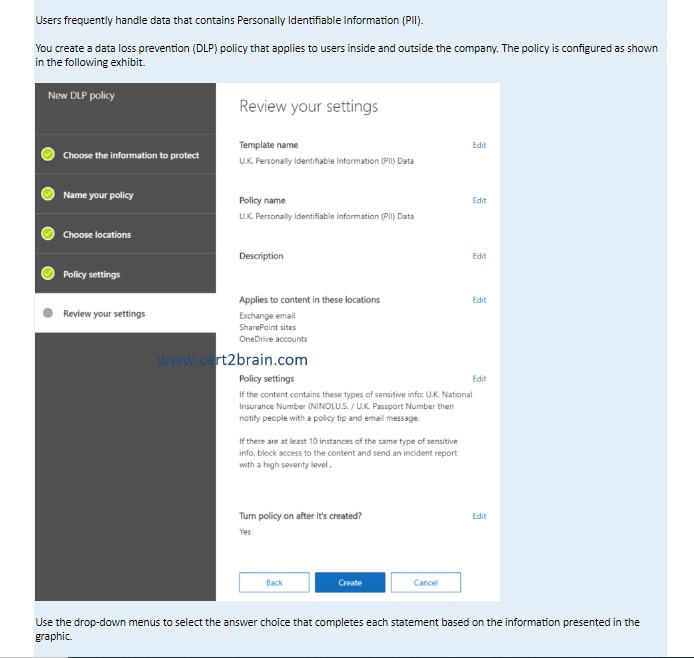 Users frequently handle data that contains Personally Identifiable Information (PII).
You create a data loss prevention (DLP) policy that applies to users inside and outside the company. The policy is configured as shown
in the following exhibit.
New DLP policy
Choose the information to protect
Name your policy
Choose locations
Policy settings
Review your settings
Review your settings
Template name
Edit
U.K. Personally Identifiable Information (PII) Data
Policy name
Edit
U.K. Personally Identifiable Information (PII) Data
Description
Edit
Applies to content in these locations
Edit
Exchange email
SharePoint sites
OneDrive accounts
www.cert2brain.com
Policy settings
Edit
If the content contains these types of sensitive info: U.K. National
Insurance Number (NINO),U.S. / U.K. Passport Number then
notify people with a policy tip and email message.
If there are at least 10 instances of the same type of sensitive
info, block access to the content and send an incident report
with a high severity level .
Turn policy on after it's created?
Edit
Yes
Back
Create
Cancel
Use the drop-down menus to select the answer choice that completes each statement based on the information presented in the
graphic.